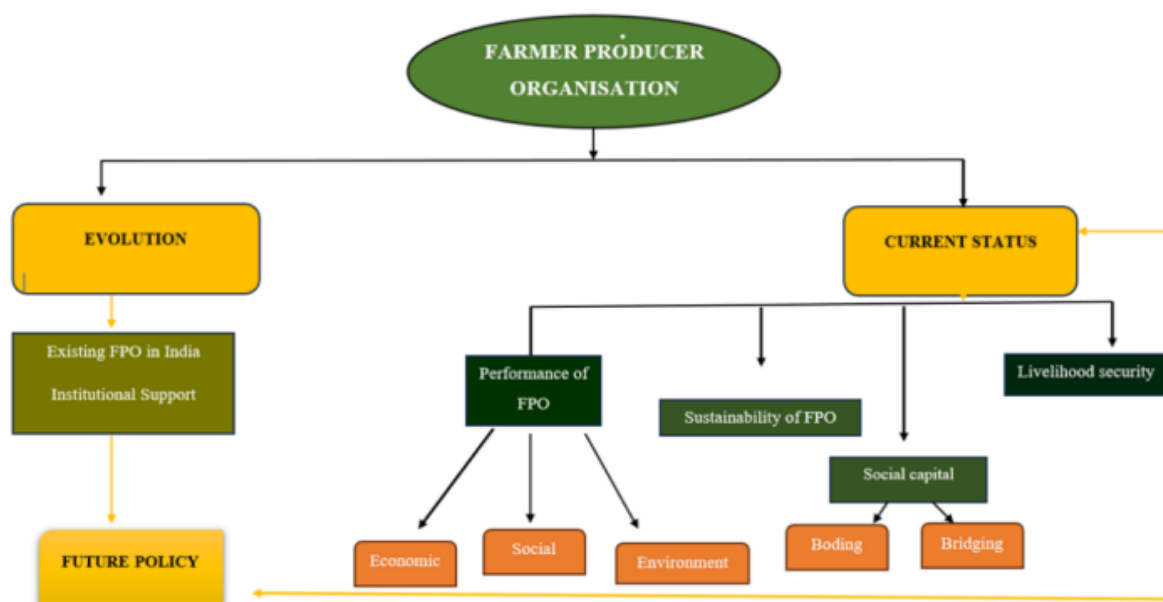 FARMER PRODUCER
ORGANISATION
EVOLUTION
CURRENT STATUS
Existing FPO in India
Institutional Support
Performance of
FPO
Sustainability of FPO
Livelihood security
Social capital
Economic
Social
Environment
Boding
Bridging
FUTURE POLICY